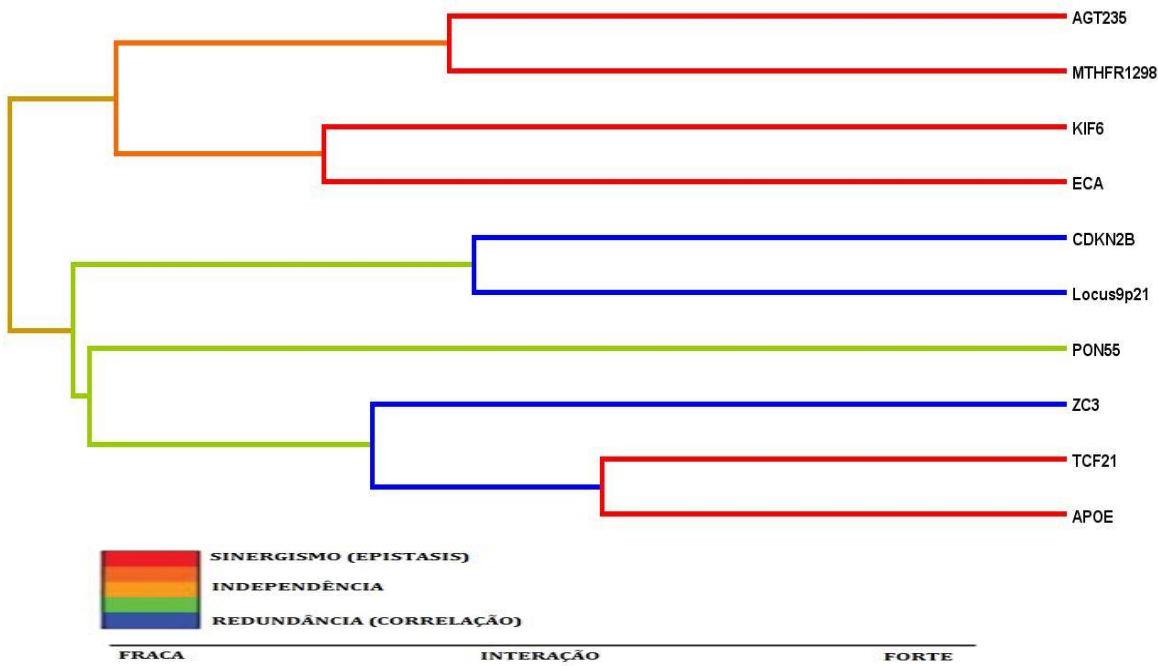 AGT235
MTHFR1298
KIF6
ECA
CDKN2B
Locus9p21
PON55
ZC3
TCF21
APOE
SINERGISMO (EPISTASIS)
INDEPENDÊNCIA
REDUNDÂNCIA (CORRELAÇÃO)
FRACA INTERAÇÃO FORTE